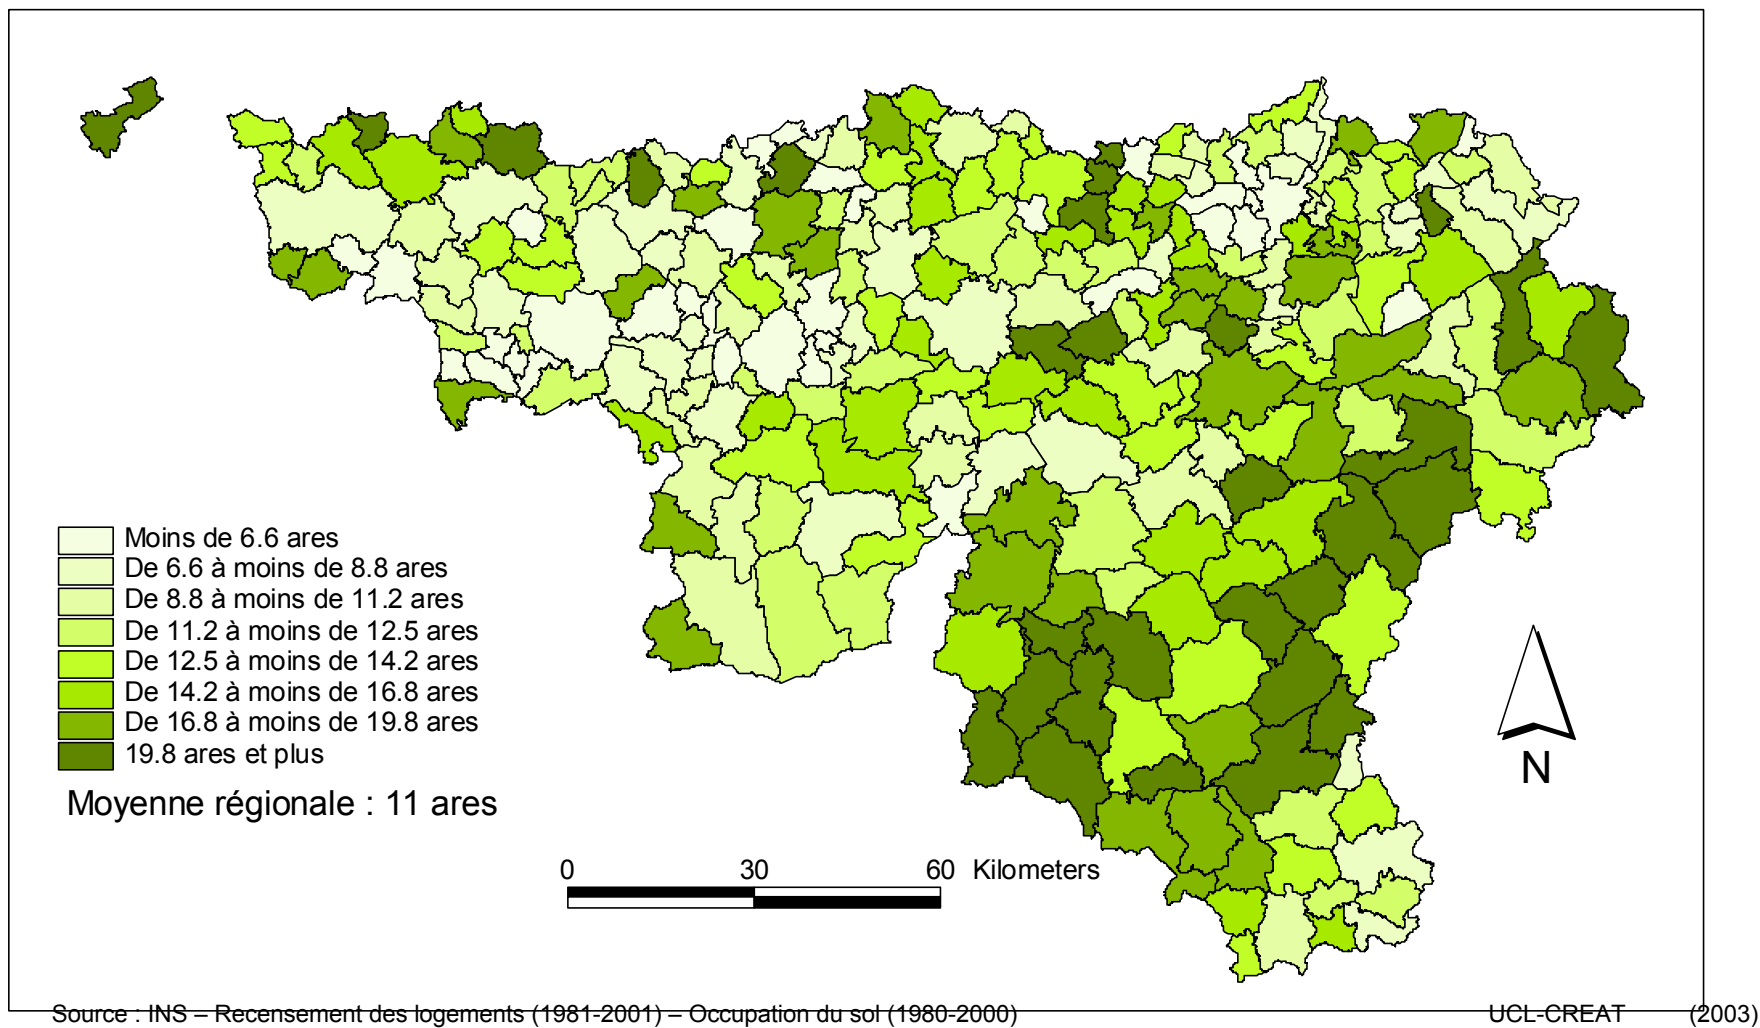 Moins de 6.6 ares
De 6.6 à moins de 8.8 ares
De 8.8 à moins de 11.2 ares
De 11.2 à moins de 12.5 ares
De 12.5 à moins de 14.2 ares
De 14.2 à moins de 16.8 ares
De 16.8 à moins de 19.8 ares
19.8 ares et plus
Moyenne régionale : 11 ares
N
0 30 60 Kilometers
Source : INS – Recensement des logements (1981-2001) – Occupation du sol (1980-2000) UCL-CREAT (2003)